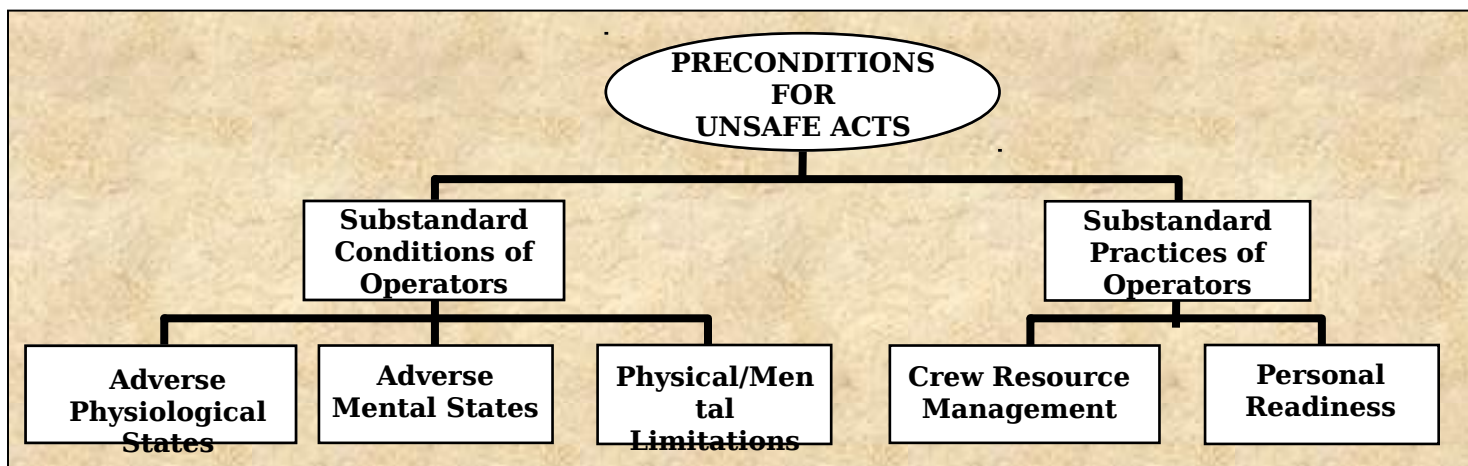 PRECONDITIONS
FOR
UNSAFE ACTS
Substandard
Conditions of
Operators
Substandard
Practices of
Operators
Adverse
Physiological
States
Adverse
Mental States
Physical/Men
tal
Limitations
Crew Resource
Management
Personal
Readiness